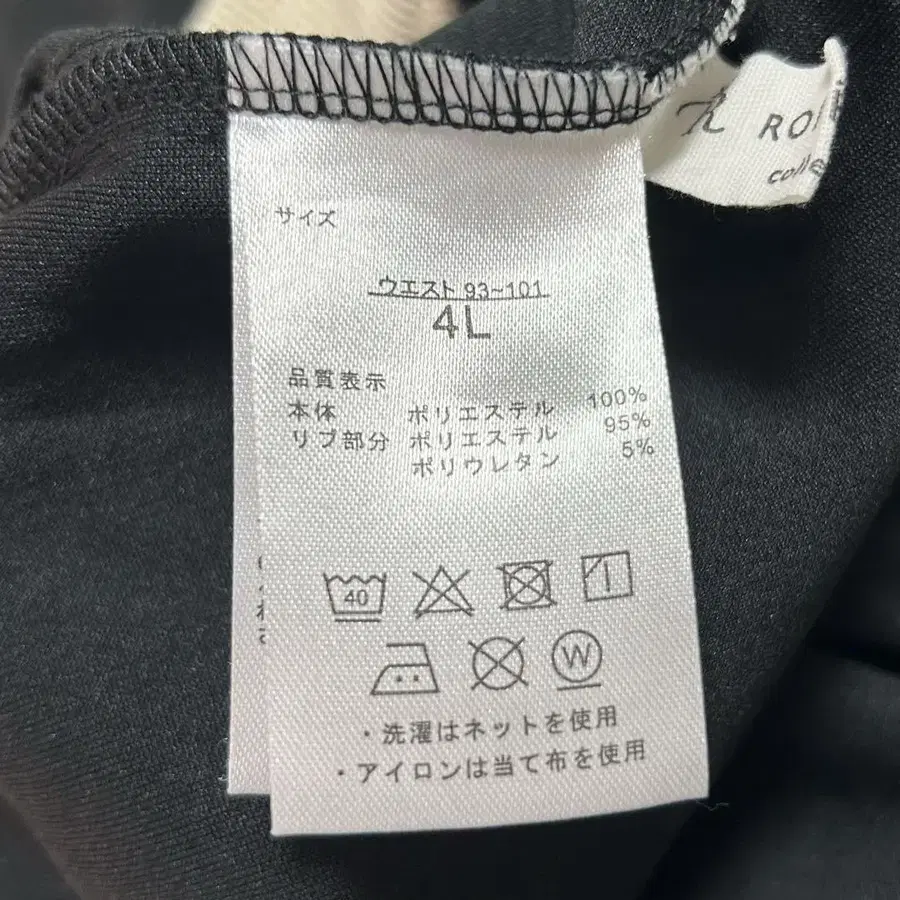 サイズ
ウエスト 93~101
4L
品質表示
本体 ポリエステル 100%
リブ部分 ポリエステル 95%
ポリウレタン 5%
40
W
・洗濯はネットを使用
・アイロンは当て布を使用